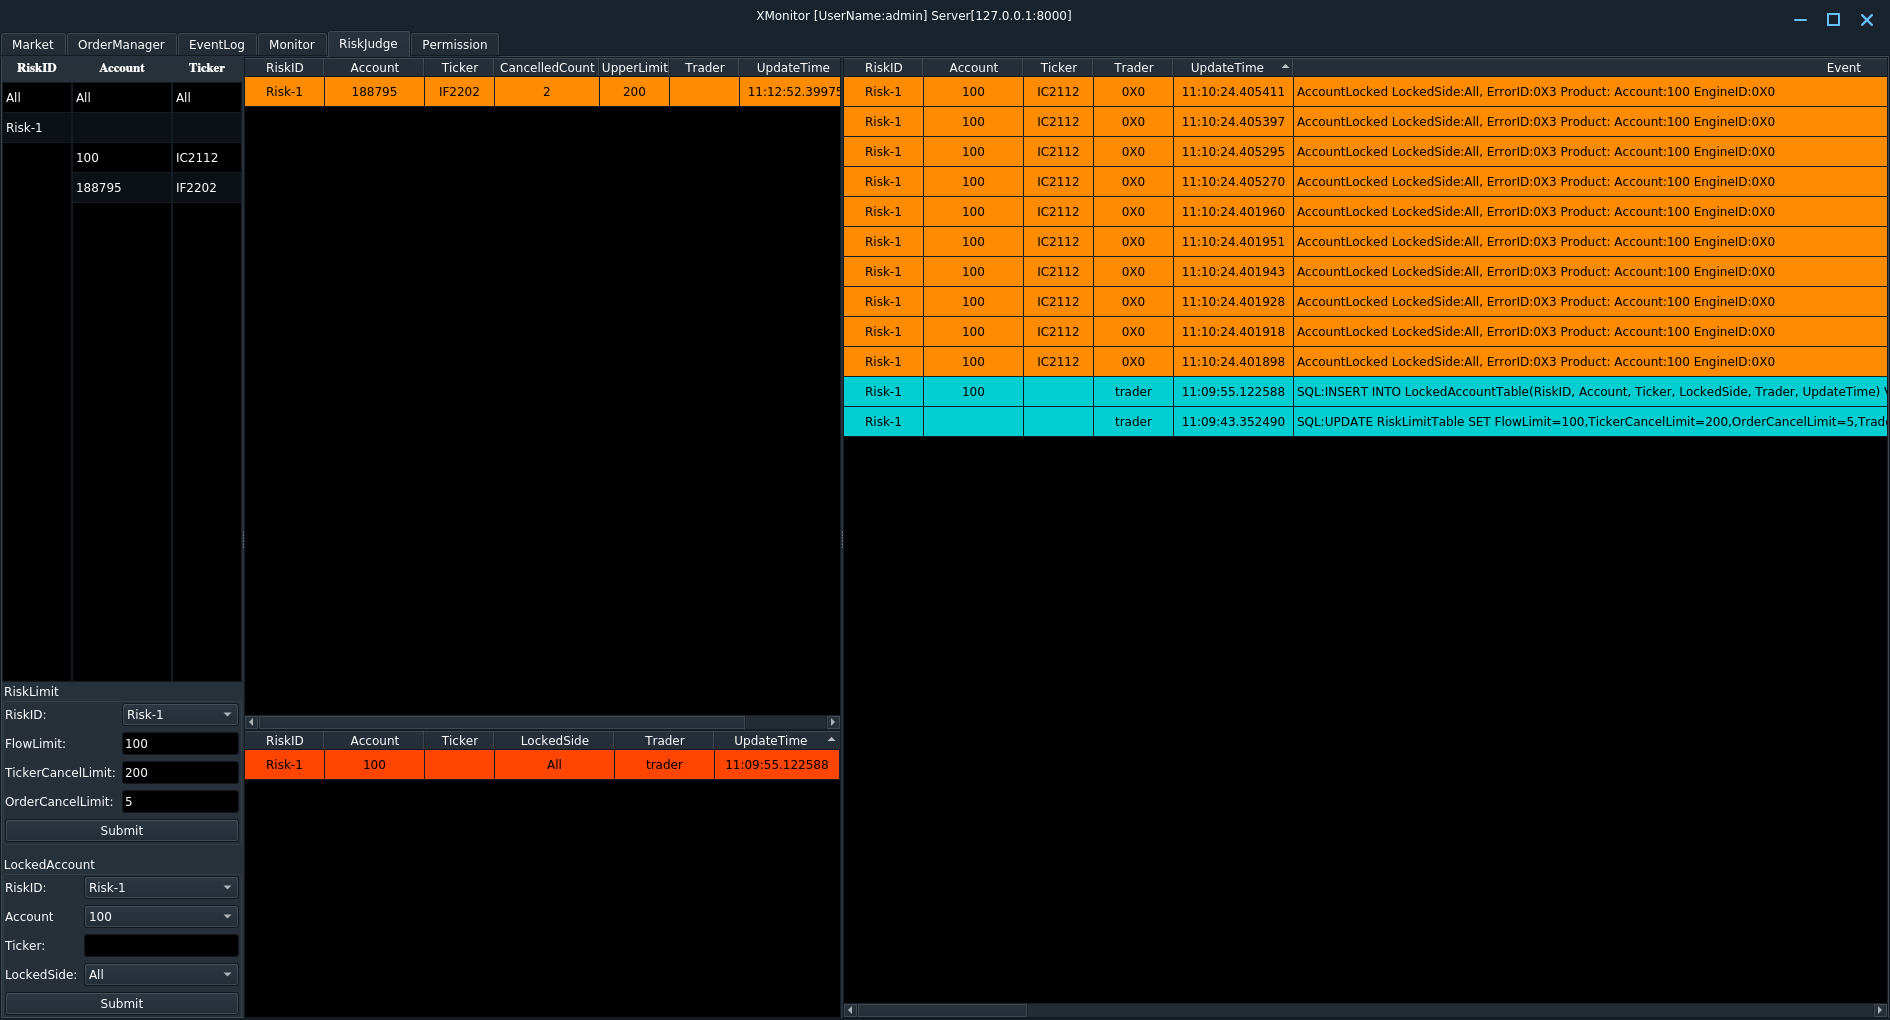 XMonitor [UserName:admin] Server[127.0.0.1:8000]
Market OrderManager EventLog Monitor RiskJudge Permission
RiskID Account Ticker
All All All
Risk-1
100 IC2112
188795 IF2202
RiskLimit
RiskID: Risk-1
FlowLimit: 100
TickerCancelLimit: 200
OrderCancelLimit: 5
Submit
LockedAccount
RiskID: Risk-1
Account 100
Ticker:
LockedSide: All
Submit
RiskID Account Ticker CancelledCount UpperLimit Trader UpdateTime
Risk-1 188795 IF2202 2 200 11:12:52.39975
RiskID Account Ticker LockedSide Trader UpdateTime
Risk-1 100 All trader 11:09:55.122588
RiskID Account Ticker Trader UpdateTime Event
Risk-1 100 IC2112 0X0 11:10:24.405411 AccountLocked LockedSide:All, ErrorID:0X3 Product: Account:100 EngineID:0X0
Risk-1 100 IC2112 0X0 11:10:24.405397 AccountLocked LockedSide:All, ErrorID:0X3 Product: Account:100 EngineID:0X0
Risk-1 100 IC2112 0X0 11:10:24.405295 AccountLocked LockedSide:All, ErrorID:0X3 Product: Account:100 EngineID:0X0
Risk-1 100 IC2112 0X0 11:10:24.405270 AccountLocked LockedSide:All, ErrorID:0X3 Product: Account:100 EngineID:0X0
Risk-1 100 IC2112 0X0 11:10:24.401960 AccountLocked LockedSide:All, ErrorID:0X3 Product: Account:100 EngineID:0X0
Risk-1 100 IC2112 0X0 11:10:24.401951 AccountLocked LockedSide:All, ErrorID:0X3 Product: Account:100 EngineID:0X0
Risk-1 100 IC2112 0X0 11:10:24.401943 AccountLocked LockedSide:All, ErrorID:0X3 Product: Account:100 EngineID:0X0
Risk-1 100 IC2112 0X0 11:10:24.401928 AccountLocked LockedSide:All, ErrorID:0X3 Product: Account:100 EngineID:0X0
Risk-1 100 IC2112 0X0 11:10:24.401918 AccountLocked LockedSide:All, ErrorID:0X3 Product: Account:100 EngineID:0X0
Risk-1 100 IC2112 0X0 11:10:24.401898 AccountLocked LockedSide:All, ErrorID:0X3 Product: Account:100 EngineID:0X0
Risk-1 100 trader 11:09:55.122588 SQL:INSERT INTO LockedAccountTable(RiskID, Account, Ticker, LockedSide, Trader, UpdateTime)
Risk-1 trader 11:09:43.352490 SQL:UPDATE RiskLimitTable SET FlowLimit=100,TickerCancelLimit=200,OrderCancelLimit=5,Trad